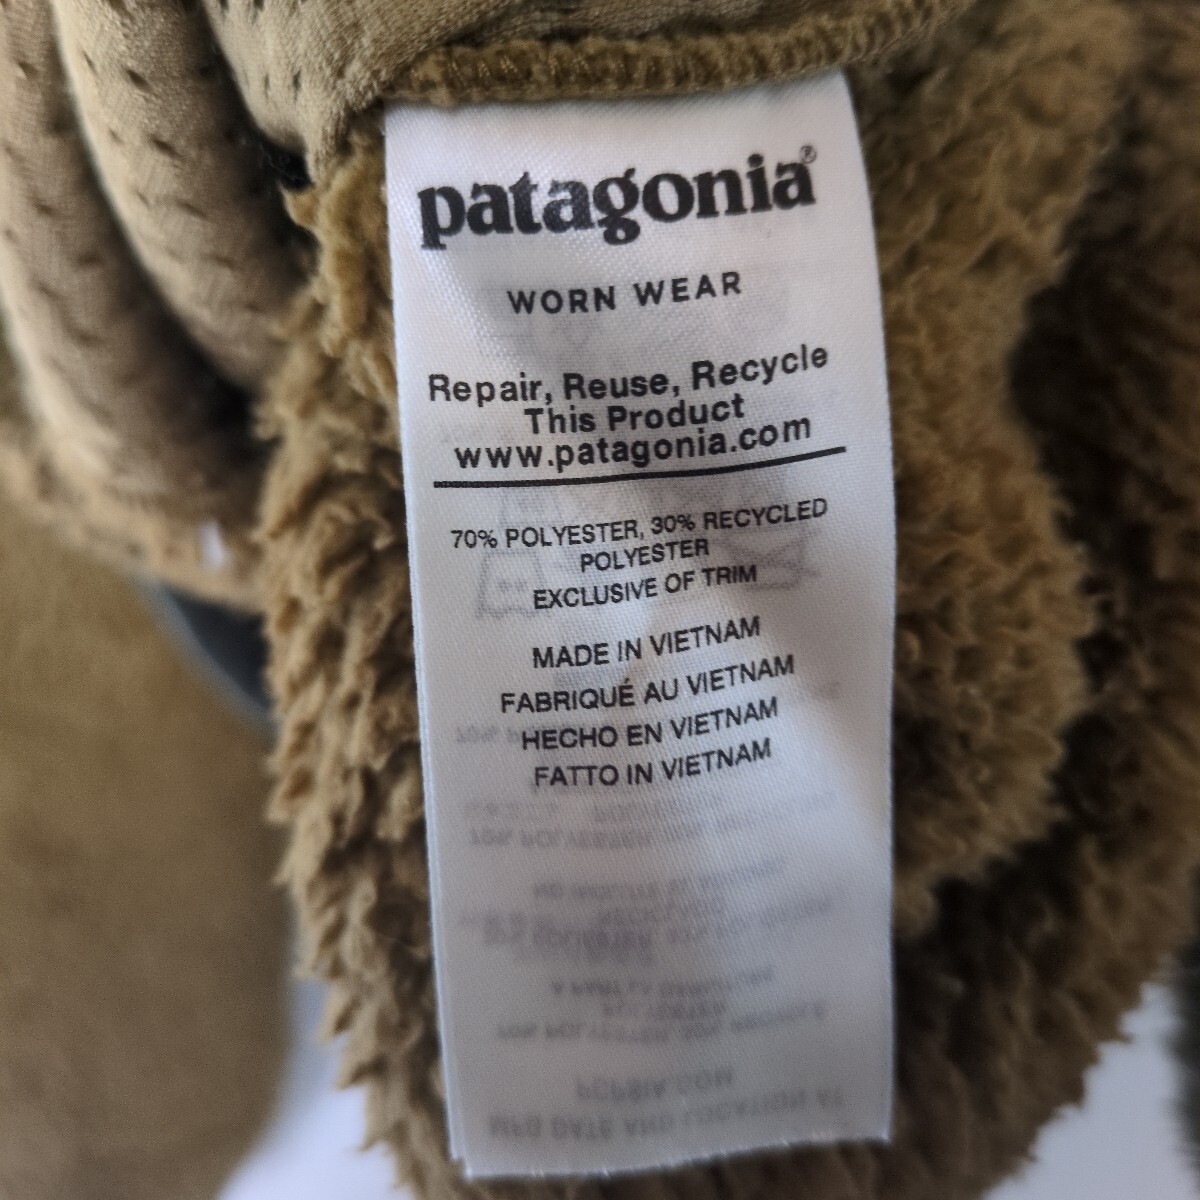 patagonia®
WORN WEAR
Repair, Reuse, Recycle
This Product
www.patagonia.com
70% POLYESTER, 30% RECYCLED
POLYESTER
EXCLUSIVE OF TRIM
MADE IN VIETNAM
FABRIQUÉ AU VIETNAM
HECHO EN VIETNAM
FATTO IN VIETNAM